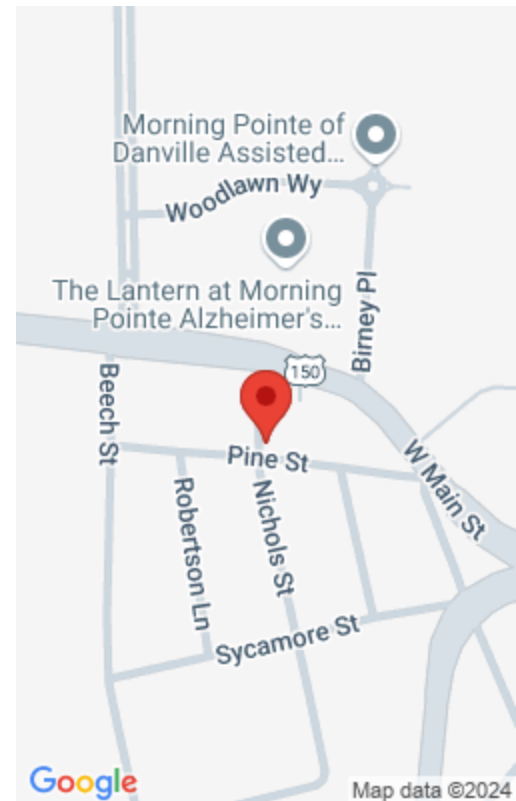 Morning Pointe of
Danville Assisted...
Woodlawn Wy
The Lantern at Morning
Pointe Alzheimer's...
Birney Pl
150
Beech St
W Main St
Pine St
Robertson Ln
Nichols St
Sycamore St
Google
Map data ©2024